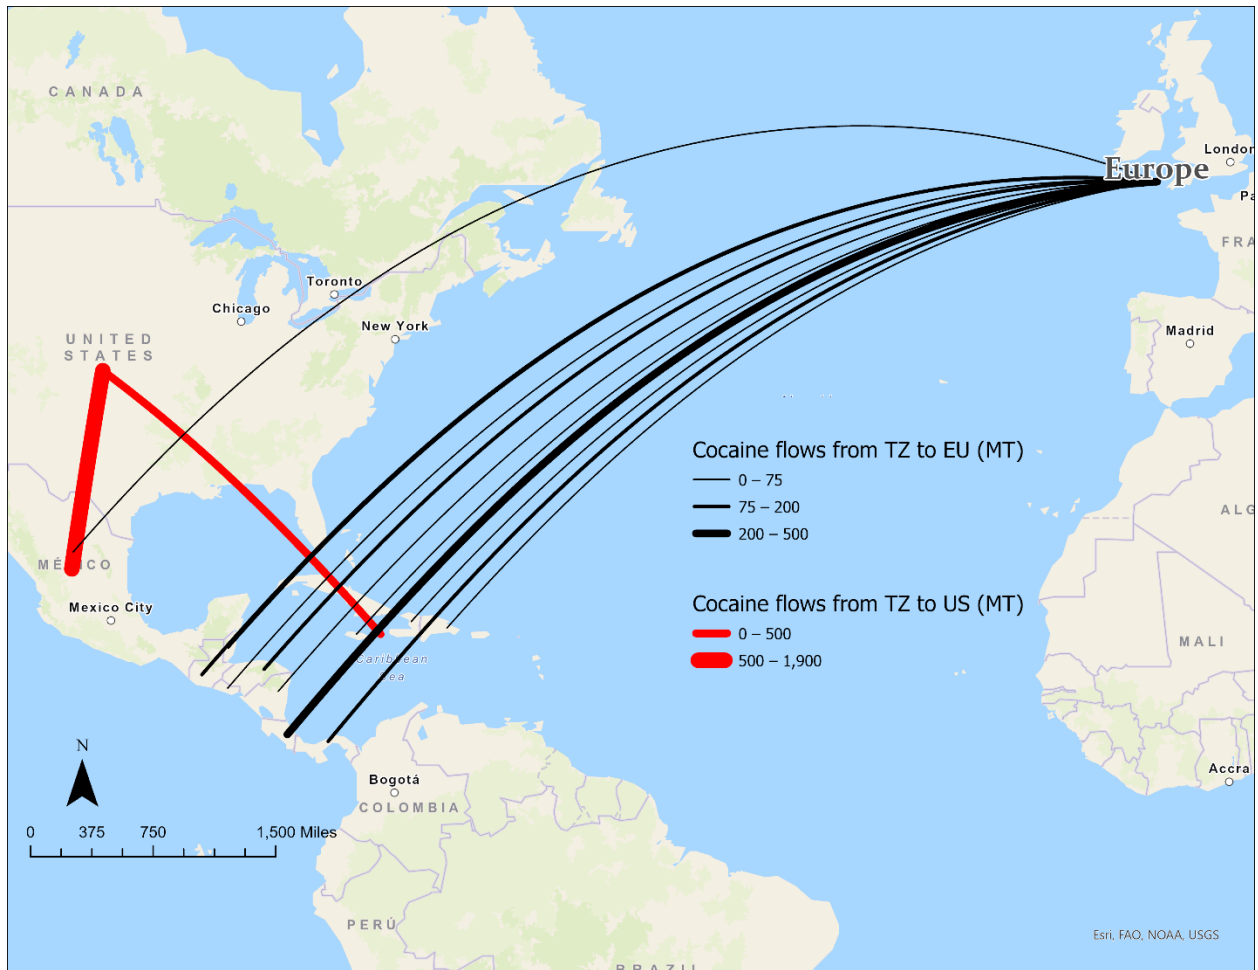 CANADA
London
Europe
Pa
FRA
Toronto
Chicago
New York
UNITED
STATES
Madrid
Cocaine flows from TZ to EU (MT)
0 – 75
75 – 200
200 – 500
ALG
MÉXICO
Mexico City
Cocaine flows from TZ to US (MT)
0 – 500
500 – 1,900
MALI
Caribbean
Sea
N
Bogotá
COLOMBIA
Accra
0 375 750 1,500 Miles
PERÚ
BRAZIL
Esri, FAO, NOAA, USGS